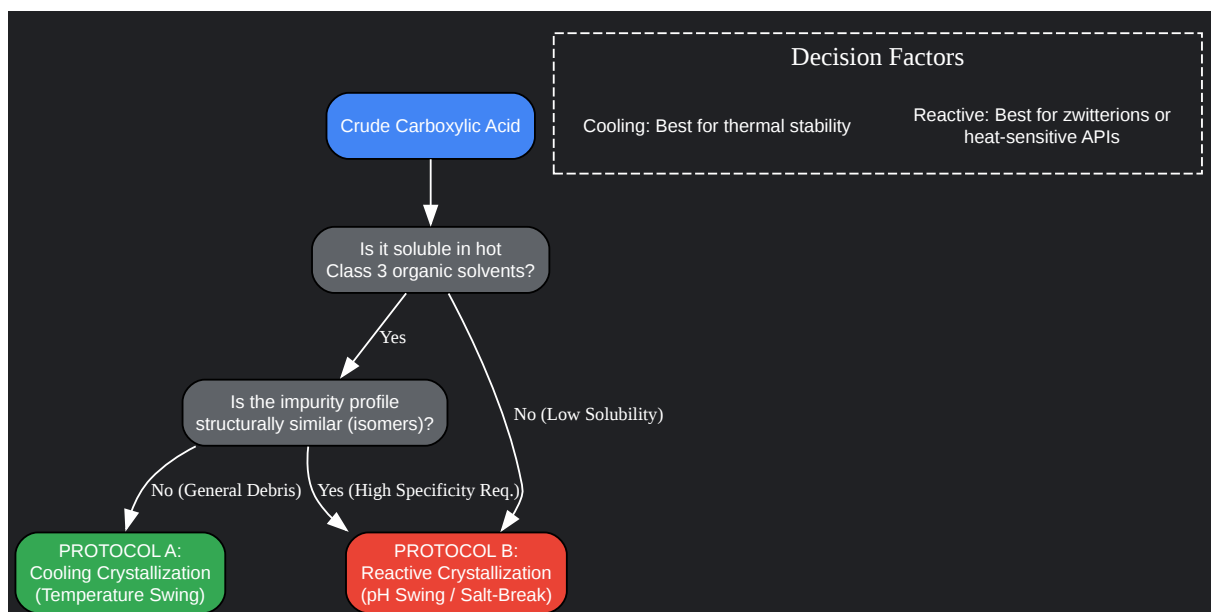 Decision Factors
Crude Carboxylic Acid
Cooling: Best for thermal stability
Reactive: Best for zwitterions or
heat-sensitive APIs
Is it soluble in hot
Class 3 organic solvents?
Yes
Is the impurity profile
structurally similar (isomers)?
No (Low Solubility)
No (General Debris)
Yes (High Specificity Req.)
PROTOCOL A:
Cooling Crystallization
(Temperature Swing)
PROTOCOL B:
Reactive Crystallization
(pH Swing / Salt-Break)